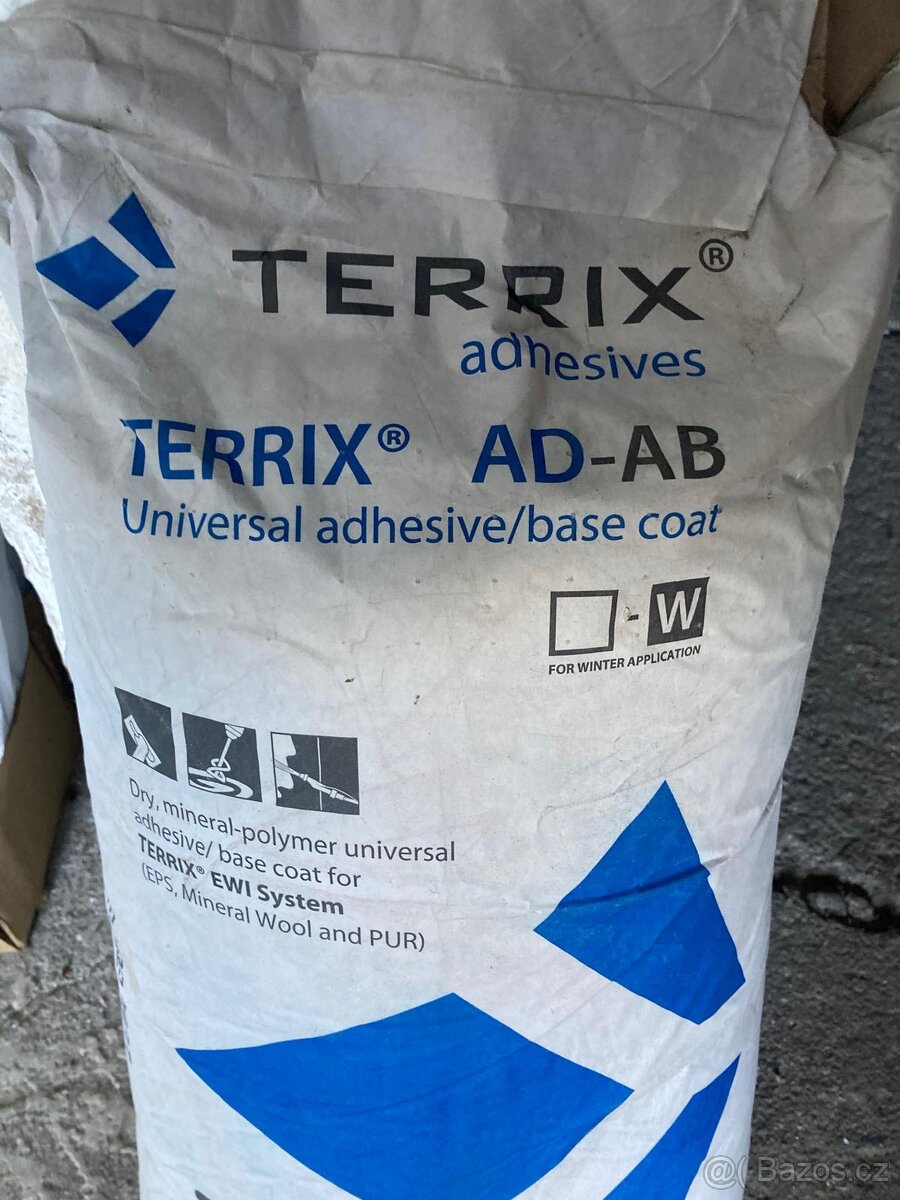 TERRIX®
adhesives
TERRIX® AD-AB
Universal adhesive/base coat
- W
FOR WINTER APPLICATION
Dry, mineral-polymer universal
adhesive/ base coat for
TERRIX® EWI System
(EPS, Mineral Wool and PUR)
@( Bazos.cz